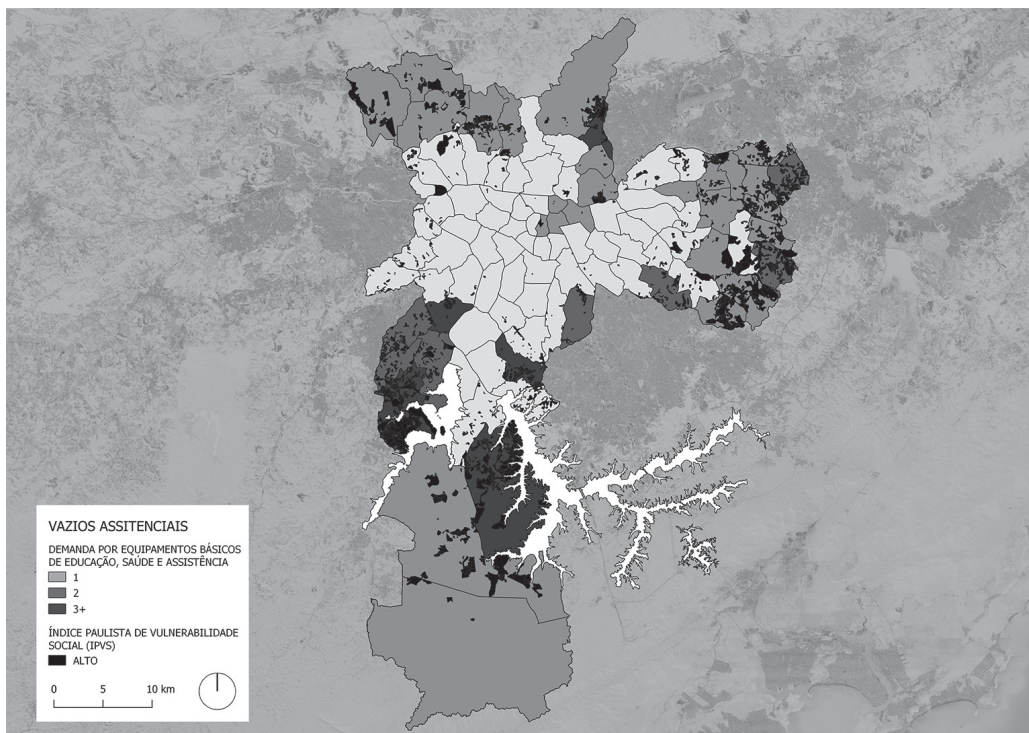 VAZIOS ASSITENCIAIS
DEMANDA POR EQUIPAMENTOS BÁSICOS
DE EDUCAÇÃO, SAÚDE E ASSISTÊNCIA
1
2
3+
ÍNDICE PAULISTA DE VULNERABILIDADE
SOCIAL (IPVS)
ALTO
0 5 10 km